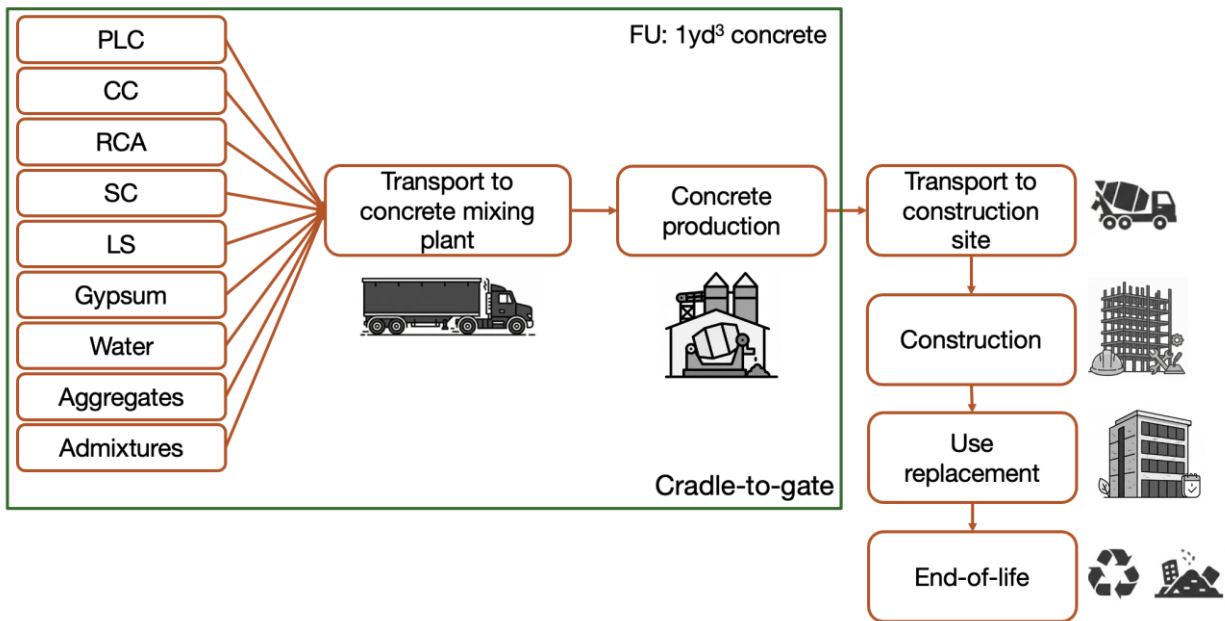 FU: 1yd³ concrete
PLC
CC
RCA
SC
LS
Gypsum
Water
Aggregates
Admixtures
Transport to
concrete mixing
plant
Concrete
production
Cradle-to-gate
Transport to
construction
site
Construction
Use
replacement
End-of-life